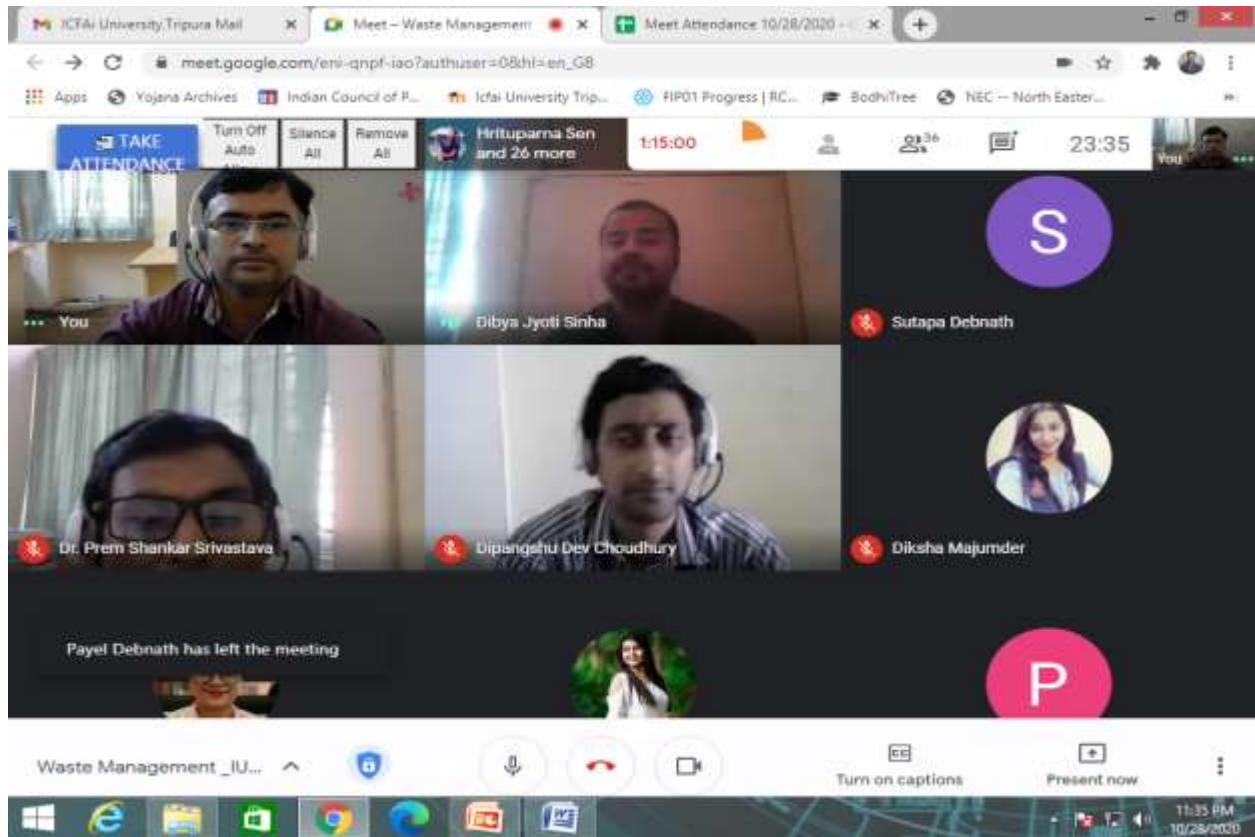 ICFAI University,Tripura Mail
Meet – Waste Management
Meet Attendance 10/28/2020 -
meet.google.com/eni-qnpf-iao?authuser=0&hl=en_GB
Apps
Yojana Archives
Indian Council of P...
Icfai University Trip...
FIP01 Progress | RC...
BodhiTree
NEC -- North Easter...
TAKE
ATTENDANCE
Turn Off
Auto
Silence
All
Remove
All
Hrituparna Sen
and 26 more
1:15:00
36
23:35
You
S
You
Dibya Jyoti Sinha
Sutapa Debnath
Dr. Prem Shankar Srivastava
Dipangshu Dev Choudhury
Diksha Majumder
Payel Debnath has left the meeting
P
Waste Management _IU...
CC
Turn on captions
Present now
11:35 PM
10/28/2020